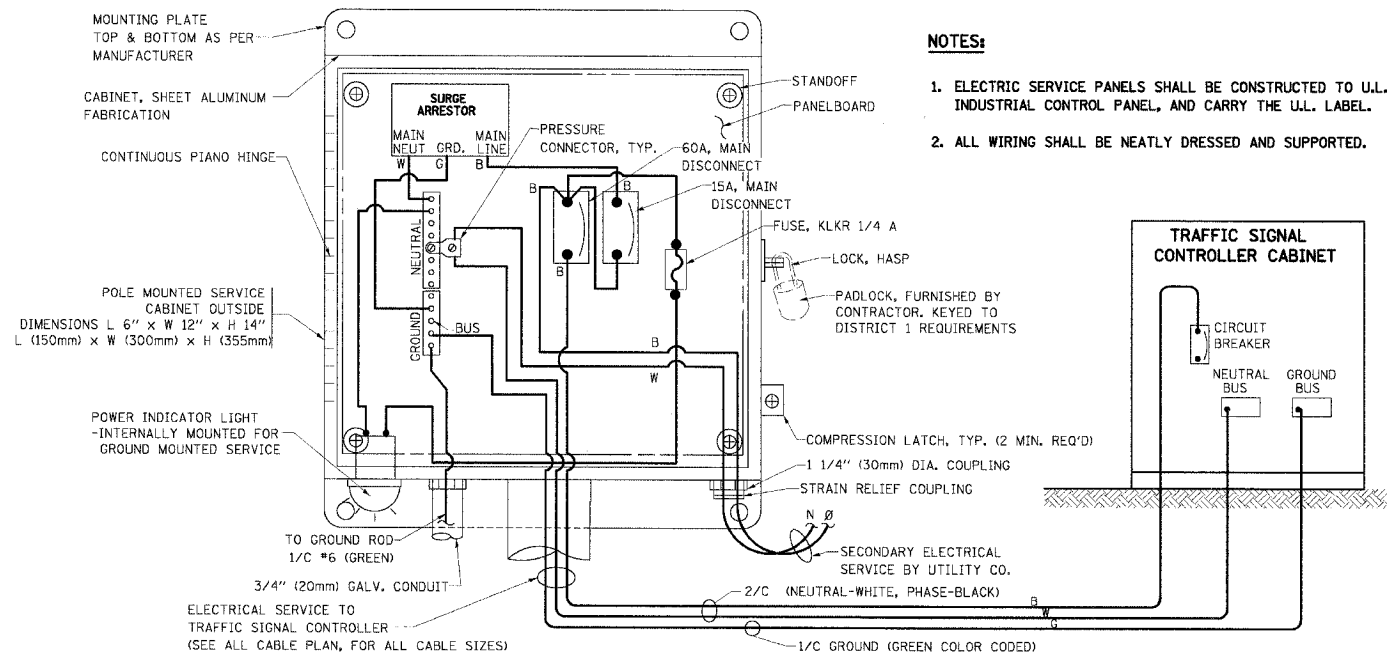 MOUNTING PLATE
TOP & BOTTOM AS PER
MANUFACTURER
CABINET, SHEET ALUMINUM
FABRICATION
CONTINUOUS PIANO HINGE
POLE MOUNTED SERVICE
CABINET OUTSIDE
DIMENSIONS L 6" x W 12" x H 14"
L (150mm) x W (300mm) x H (355mm)
POWER INDICATOR LIGHT
-INTERNALLY MOUNTED FOR
GROUND MOUNTED SERVICE
TO GROUND ROD
1/C #6 (GREEN)
3/4" (20mm) GALV. CONDUIT
ELECTRICAL SERVICE TO
TRAFFIC SIGNAL CONTROLLER
(SEE ALL CABLE PLAN, FOR ALL CABLE SIZES)
SURGE
ARRESTOR
MAIN
NEUT
GRD.
MAIN
LINE
W
G
B
PRESSURE
CONNECTOR, TYP.
NEUTRAL
GROUND
BUS
B
B
B
B
W
STANDOFF
PANELBOARD
60A, MAIN
DISCONNECT
15A, MAIN
DISCONNECT
FUSE, KLKR 1/4 A
LOCK, HASP
PADLOCK, FURNISHED BY
CONTRACTOR. KEYED TO
DISTRICT 1 REQUIREMENTS
COMPRESSION LATCH, TYP. (2 MIN. REQ'D)
1 1/4" (30mm) DIA. COUPLING
STRAIN RELIEF COUPLING
N Ø
SECONDARY ELECTRICAL
SERVICE BY UTILITY CO.
2/C (NEUTRAL-WHITE, PHASE-BLACK)
B
W
G
1/C GROUND (GREEN COLOR CODED)
NOTES:
1. ELECTRIC SERVICE PANELS SHALL BE CONSTRUCTED TO U.L.
INDUSTRIAL CONTROL PANEL, AND CARRY THE U.L. LABEL.
2. ALL WIRING SHALL BE NEATLY DRESSED AND SUPPORTED.
TRAFFIC SIGNAL
CONTROLLER CABINET
CIRCUIT
BREAKER
NEUTRAL
BUS
GROUND
BUS